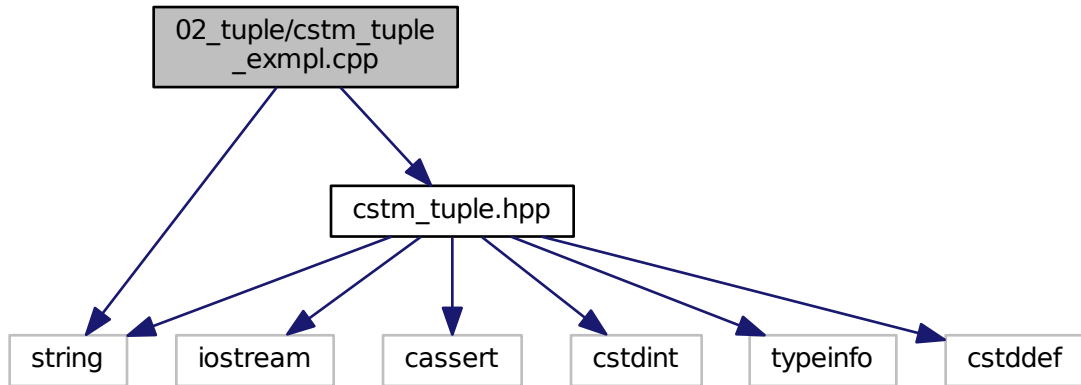 02_tuple/cstm_tuple
_exmpl.cpp
cstm_tuple.hpp
string
iostream
cassert
cstdint
typeinfo
cstddef